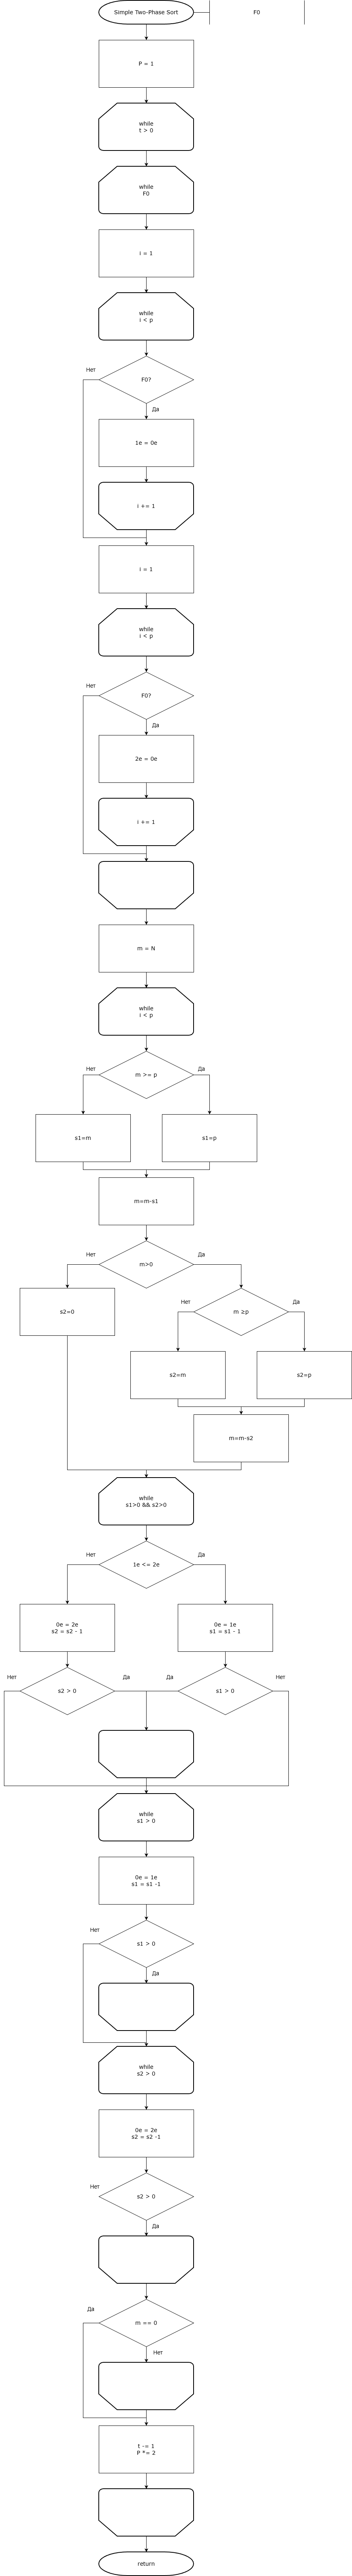 Simple Two-Phase Sort
F0
P = 1
while
t > 0
while
F0
i = 1
while
i < p
Нет
F0?
Да
1e = 0e
i += 1
i = 1
while
i < p
Нет
F0?
Да
2e = 0e
i += 1
m = N
while
i < p
Нет
m >= p
Да
s1=m
s1=p
m=m-s1
Нет
m>0
Да
s2=0
Нет
m ≥p
Да
s2=m
s2=p
m=m-s2
while
s1>0 && s2>0
Нет
1e <= 2e
Да
0e = 2e
s2 = s2 - 1
0e = 1e
s1 = s1 - 1
Нет
s2 > 0
Да
Да
s1 > 0
Нет
while
s1 > 0
0e = 1e
s1 = s1 -1
Нет
s1 > 0
Да
while
s2 > 0
0e = 2e
s2 = s2 -1
Нет
s2 > 0
Да
Да
m == 0
Нет
t -= 1
P *= 2
return